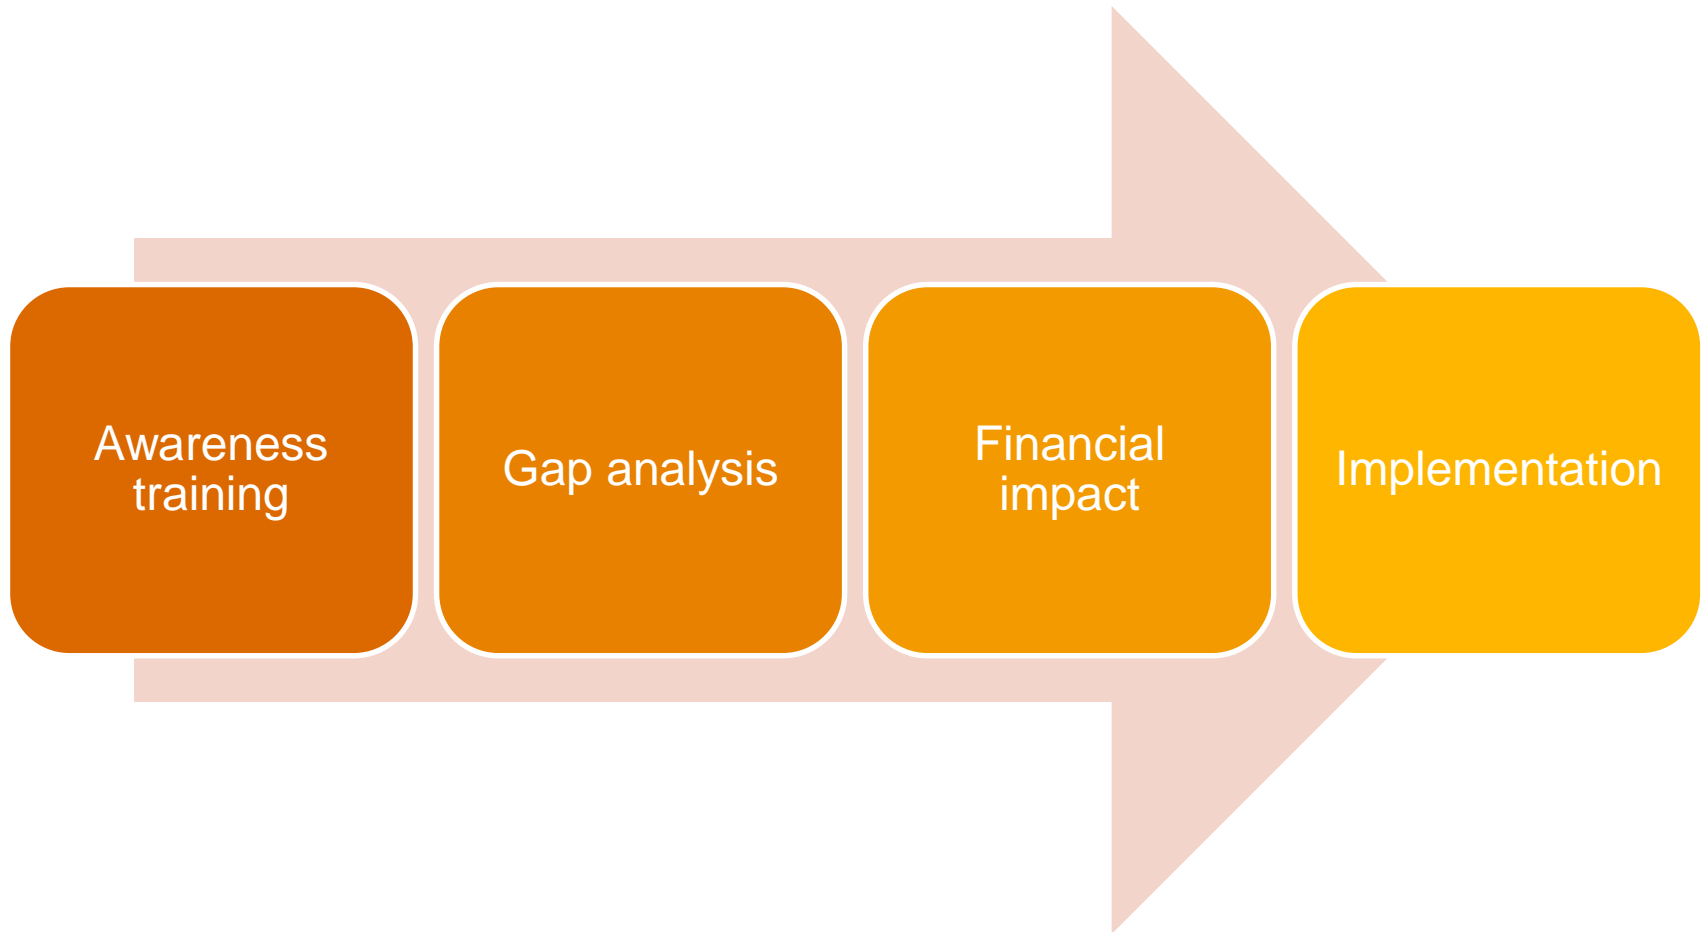 Awareness
training
Gap analysis
Financial
impact
Implementation